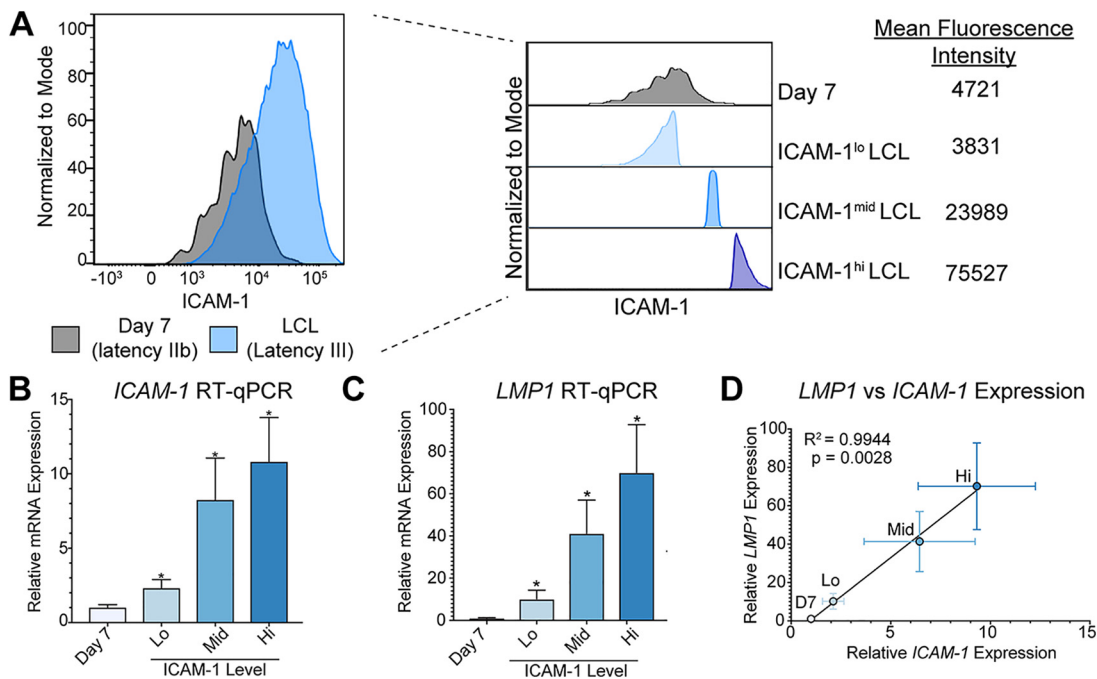 A
Normalized to Mode
100
80
60
40
20
0
-10³ 0 10³ 10⁴ 10⁵
ICAM-1
Day 7
(latency IIb)
LCL
(Latency III)
Normalized to Mode
ICAM-1
Mean Fluorescence
Intensity
Day 7 4721
ICAM-1ˡᵒ LCL 3831
ICAM-1ᵐⁱᵈ LCL 23989
ICAM-1ʰⁱ LCL 75527
B
ICAM-1 RT-qPCR
Relative mRNA Expression
15
10
5
0
* * *
Day 7 Lo Mid Hi
ICAM-1 Level
C
LMP1 RT-qPCR
Relative mRNA Expression
100
80
60
40
20
0
* * *
Day 7 Lo Mid Hi
ICAM-1 Level
D
LMP1 vs ICAM-1 Expression
R² = 0.9944
p = 0.0028
Relative LMP1 Expression
100
80
60
40
20
0
Hi
Mid
Lo
D7
0 5 10 15
Relative ICAM-1 Expression